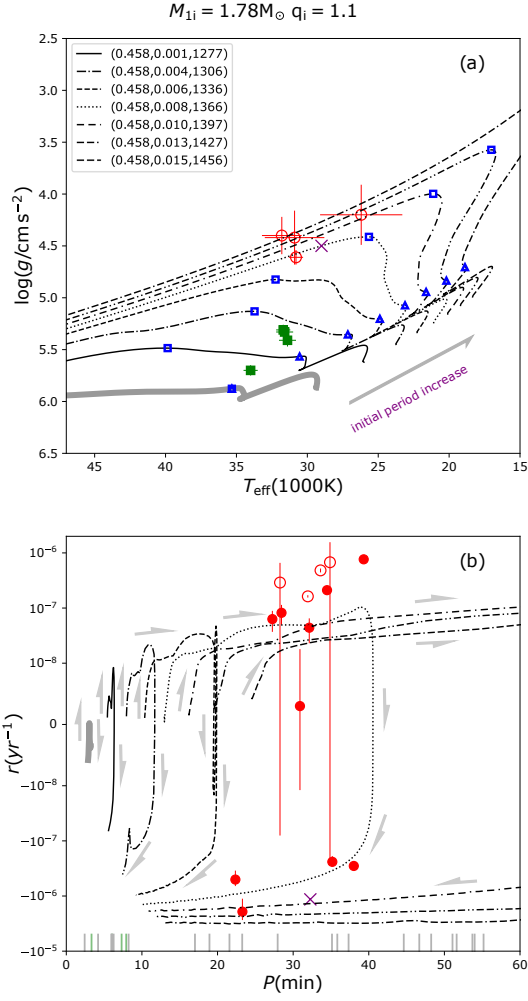 M1i = 1.78M⊙ qi = 1.1
(a)
(0.458,0.001,1277)
(0.458,0.004,1306)
(0.458,0.006,1336)
(0.458,0.008,1366)
(0.458,0.010,1397)
(0.458,0.013,1427)
(0.458,0.015,1456)
2.5
3.0
3.5
4.0
4.5
5.0
5.5
6.0
6.5
log(g/cm s−2)
initial period increase
45 40 35 30 25 20 15
Teff(1000K)
(b)
10−6
10−7
10−8
0
−10−8
−10−7
−10−6
−10−5
r(yr−1)
0 10 20 30 40 50 60
P(min)